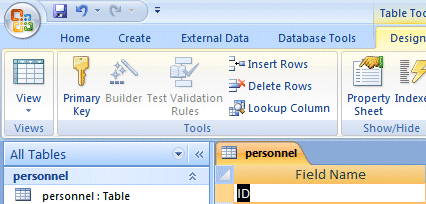 Table Too
Home Create External Data Database Tools Design
View
Primary Key
Builder
Test Validation Rules
Insert Rows
Delete Rows
Lookup Column
Property Sheet
Indexe
Views
Tools
Show/Hide
All Tables
personnel
personnel : Table
personnel
Field Name
ID